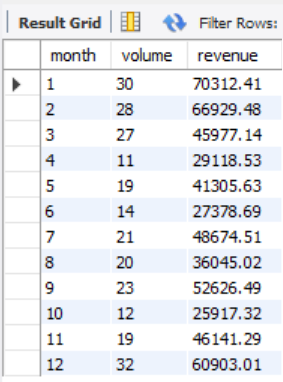 Result Grid Filter Rows:
month volume revenue
1 30 70312.41
2 28 66929.48
3 27 45977.14
4 11 29118.53
5 19 41305.63
6 14 27378.69
7 21 48674.51
8 20 36045.02
9 23 52626.49
10 12 25917.32
11 19 46141.29
12 32 60903.01